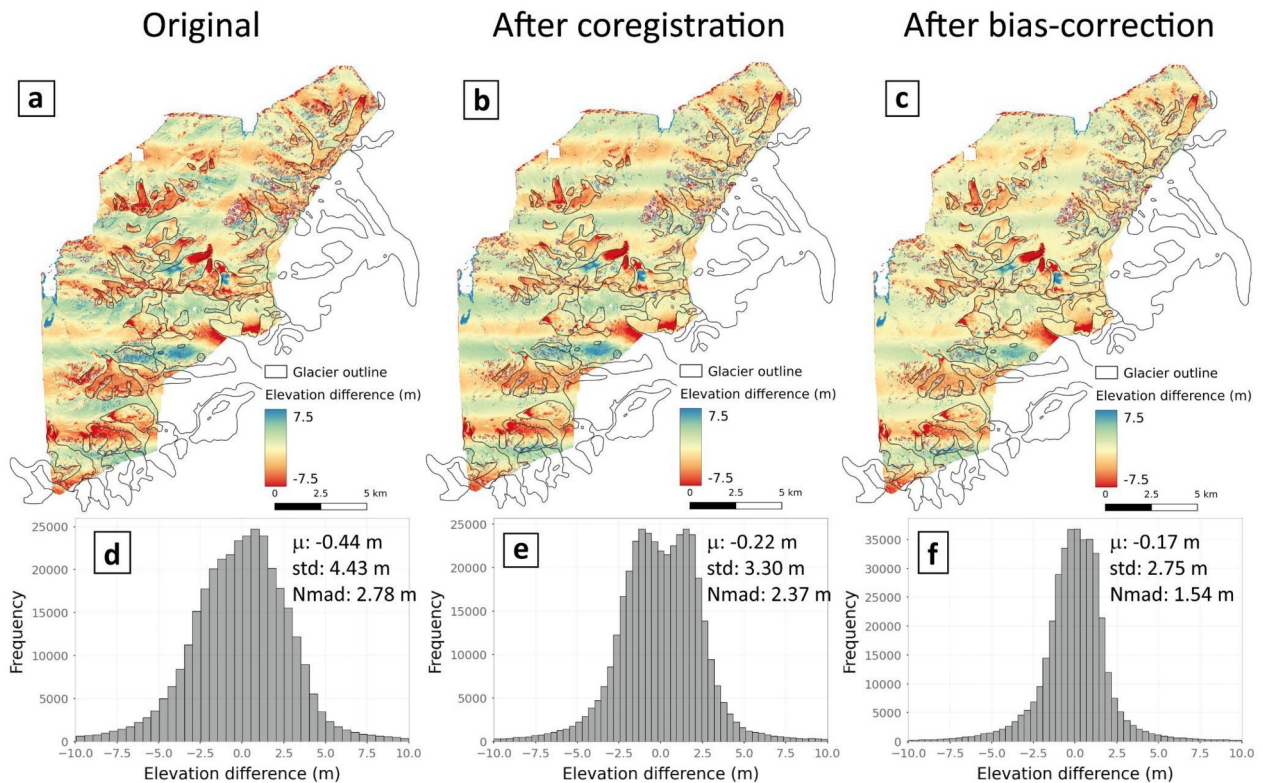 Original
After coregistration
After bias-correction
a
b
c
Glacier outline
Elevation difference (m)
7.5
-7.5
0 2.5 5 km
Glacier outline
Elevation difference (m)
7.5
-7.5
0 2.5 5 km
Glacier outline
Elevation difference (m)
7.5
-7.5
0 2.5 5 km
d
μ: -0.44 m
std: 4.43 m
Nmad: 2.78 m
Frequency
25000
20000
15000
10000
5000
0
−10.0 −7.5 −5.0 −2.5 0.0 2.5 5.0 7.5 10.0
Elevation difference (m)
e
μ: -0.22 m
std: 3.30 m
Nmad: 2.37 m
Frequency
25000
20000
15000
10000
5000
0
−10.0 −7.5 −5.0 −2.5 0.0 2.5 5.0 7.5 10.0
Elevation difference (m)
f
μ: -0.17 m
std: 2.75 m
Nmad: 1.54 m
Frequency
35000
30000
25000
20000
15000
10000
5000
0
−10.0 −7.5 −5.0 −2.5 0.0 2.5 5.0 7.5 10.0
Elevation difference (m)